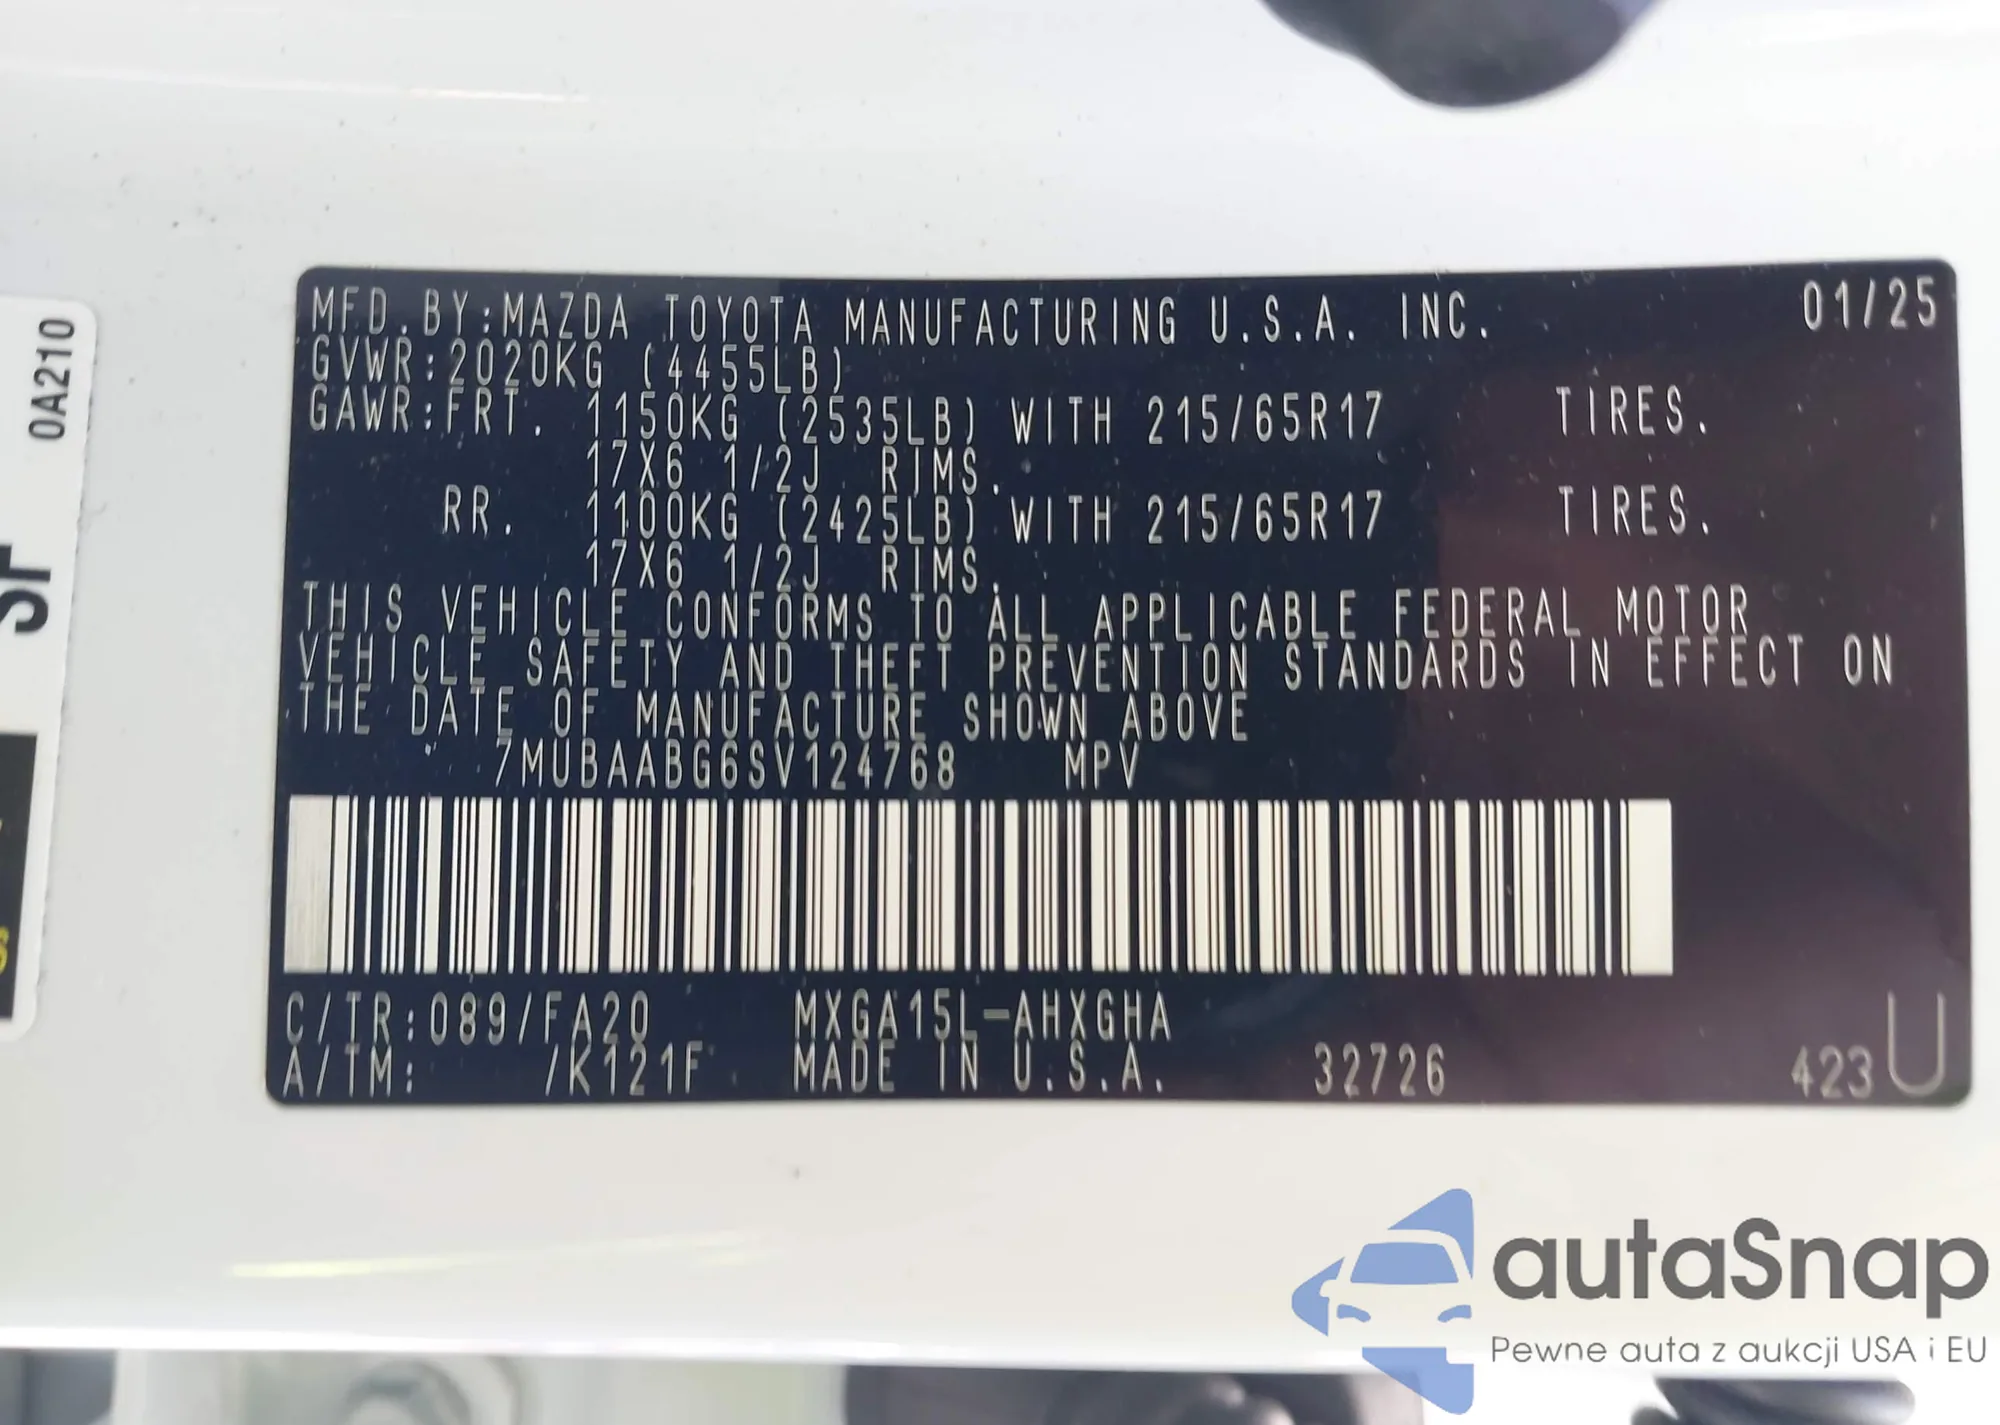 MFD. BY:MAZDA TOYOTA MANUFACTURING U.S.A. INC. 01/25
GVWR:2020KG (4455LB)
GAWR:FRT. 1150KG (2535LB) WITH 215/65R17 TIRES.
17X6 1/2J RIMS.
RR. 1100KG (2425LB) WITH 215/65R17 TIRES.
17X6 1/2J RIMS.
THIS VEHICLE CONFORMS TO ALL APPLICABLE FEDERAL MOTOR
VEHICLE SAFETY AND THEFT PREVENTION STANDARDS IN EFFECT ON
THE DATE OF MANUFACTURE SHOWN ABOVE
7MUBAABG6SV124768 MPV
C/TR:089/FA20 MXGA15L-AHXGHA
A/TM: /K121F MADE IN U.S.A. 32726 423 U
0A210
autaSnap
Pewne auta z aukcji USA i EU